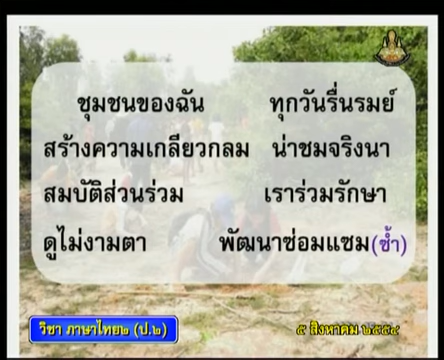 ชุมชนของฉัน ทุกวันรื่นรมย์
สร้างความเกลียวกลม น่าชมจริงนา
สมบัติส่วนร่วม เราร่วมรักษา
ดูไม่งามตา พัฒนาซ่อมแซม(ซ้ำ)
วิชา ภาษาไทย๒ (ป.๒) ๕ สิงหาคม ๒๕๕๔